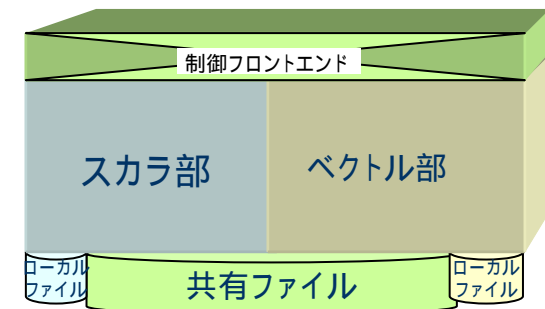 制御フロントエンド
スカラ部
ベクトル部
ローカル
ファイル
共有ファイル
ローカル
ファイル